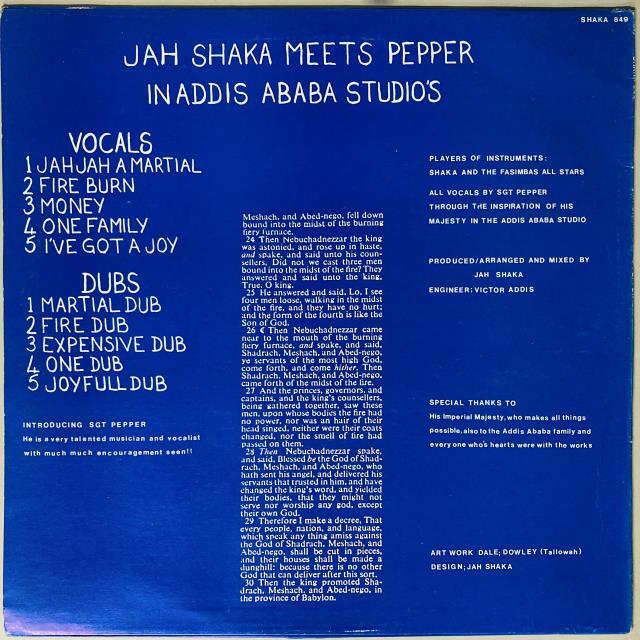 SHAKA 849
JAH SHAKA MEETS PEPPER
IN ADDIS ABABA STUDIO'S
VOCALS
1 JAH JAH A MARTIAL
2 FIRE BURN
3 MONEY
4 ONE FAMILY
5 I'VE GOT A JOY
DUBS
1 MARTIAL DUB
2 FIRE DUB
3 EXPENSIVE DUB
4 ONE DUB
5 JOYFULL DUB
INTRODUCING SGT PEPPER
He is a very talented musician and vocalist
with much much encouragement seen!!
Meshach, and Abed-nego, fell down
bound into the midst of the burning
fiery furnace.
24 Then Nebuchadnezzar the king
was astonied, and rose up in haste,
and spake, and said unto his coun-
sellers, Did not we cast three men
bound into the midst of the fire? They
answered and said unto the king,
True, O king.
25 He answered and said, Lo, I see
four men loose, walking in the midst
of the fire, and they have no hurt;
and the form of the fourth is like the
Son of God.
26 ¶ Then Nebuchadnezzar came
near to the mouth of the burning
fiery furnace, and spake, and said,
Shadrach, Meshach, and Abed-nego,
ye servants of the most high God,
come forth, and come hither. Then
Shadrach, Meshach, and Abed-nego,
came forth of the midst of the fire.
27 And the princes, governors, and
captains, and the king's counsellers,
being gathered together, saw these
men, upon whose bodies the fire had
no power, nor was an hair of their
head singed, neither were their coats
changed, nor the smell of fire had
passed on them.
28 Then Nebuchadnezzar spake,
and said, Blessed be the God of Shad-
rach, Meshach, and Abed-nego, who
hath sent his angel, and delivered his
servants that trusted in him, and have
changed the king's word, and yielded
their bodies, that they might not
serve nor worship any god, except
their own God.
29 Therefore I make a decree, That
every people, nation, and language,
which speak any thing amiss against
the God of Shadrach, Meshach, and
Abed-nego, shall be cut in pieces,
and their houses shall be made a
dunghill: because there is no other
God that can deliver after this sort.
30 Then the king promoted Sha-
drach, Meshach, and Abed-nego, in
the province of Babylon.
PLAYERS OF INSTRUMENTS:
SHAKA AND THE FASIMBAS ALL STARS
ALL VOCALS BY SGT PEPPER
THROUGH THE INSPIRATION OF HIS
MAJESTY IN THE ADDIS ABABA STUDIO
PRODUCED/ARRANGED AND MIXED BY
JAH SHAKA
ENGINEER: VICTOR ADDIS
SPECIAL THANKS TO
His Imperial Majesty, who makes all things
possible, also to the Addis Ababa family and
every one who's hearts were with the works
ART WORK DALE; DOWLEY (Tallowah)
DESIGN; JAH SHAKA